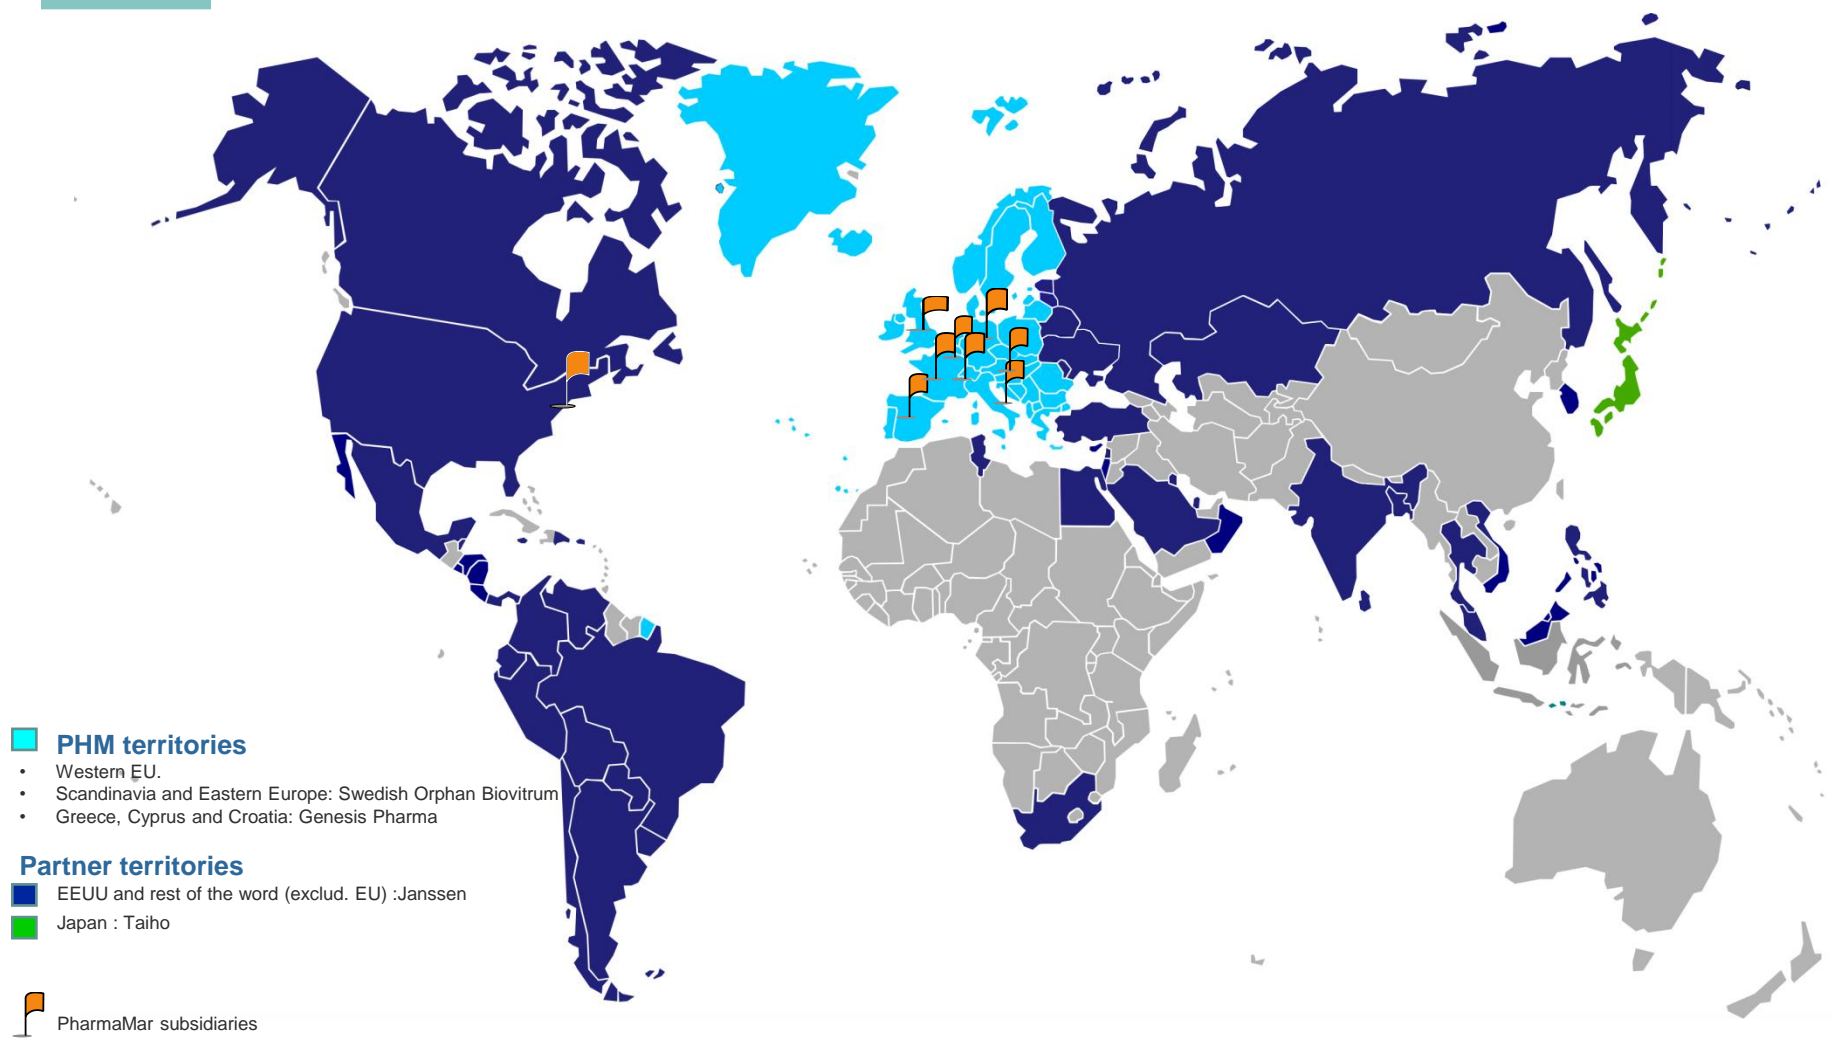 PHM territories
• Western EU.
• Scandinavia and Eastern Europe: Swedish Orphan Biovitrum
• Greece, Cyprus and Croatia: Genesis Pharma
Partner territories
EEUU and rest of the word (exclud. EU) :Janssen
Japan : Taiho
PharmaMar subsidiaries